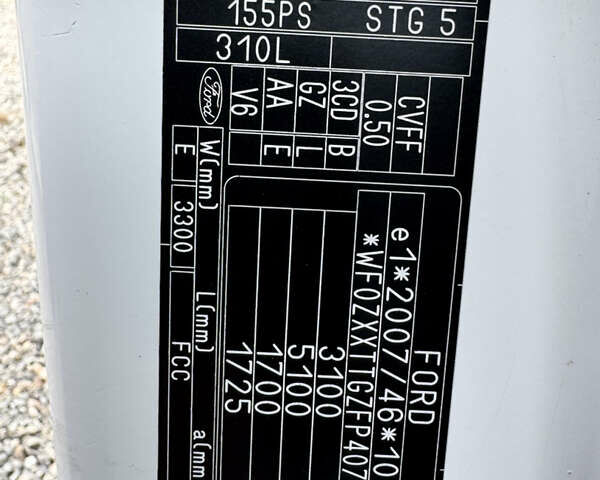 155PS STG 5
310L
Ford
CVFF
0.50
3CD B
GZ L
AA E
V6
FORD
e1*2007/46*10
*WF0ZXXTTGZFP407
3100
5100
1700
1725
W(mm) L(mm) a(mm
E 3300 FCC